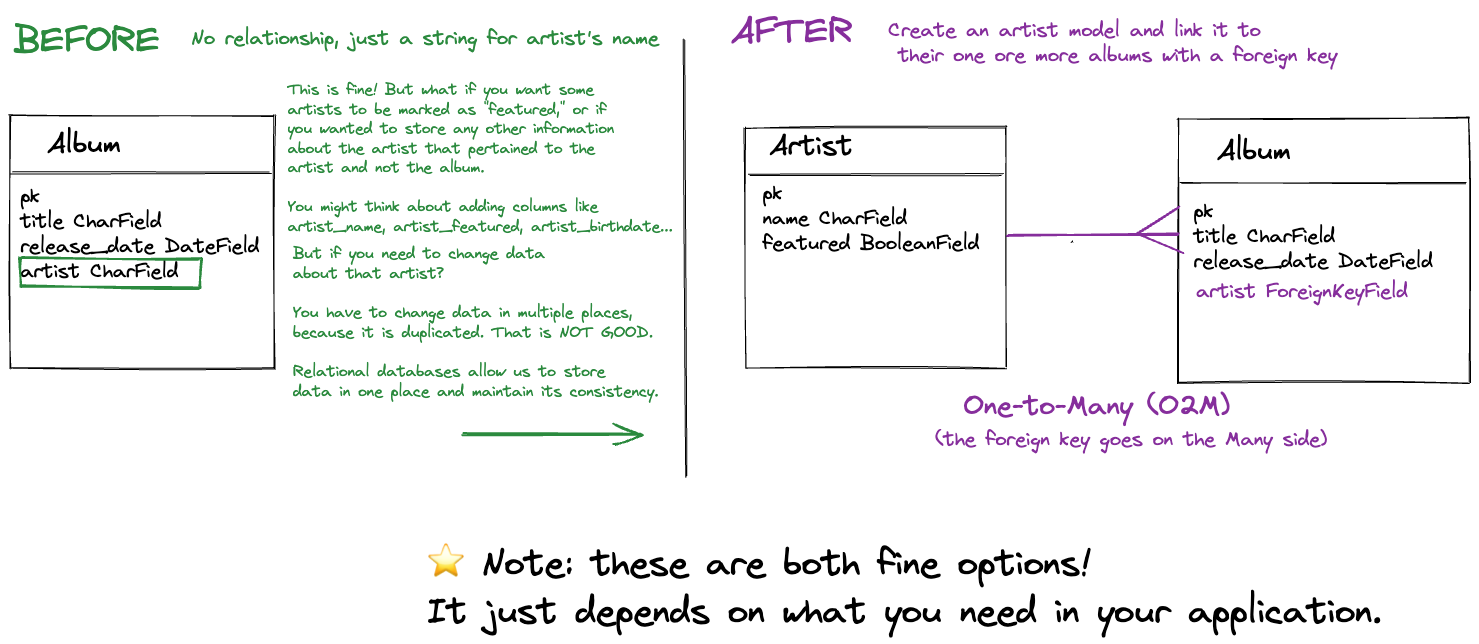 BEFORE
No relationship, just a string for artist's name
This is fine! But what if you want some
artists to be marked as "featured," or if
you wanted to store any other information
about the artist that pertained to the
artist and not the album.
You might think about adding columns like
artist_name, artist_featured, artist_birthdate...
But if you need to change data
about that artist?
You have to change data in multiple places,
because it is duplicated. That is NOT GOOD.
Relational databases allow us to store
data in one place and maintain its consistency.
Album
pk
title CharField
release_date DateField
artist CharField
AFTER
Create an artist model and link it to
their one ore more albums with a foreign key
Artist
pk
name CharField
featured BooleanField
Album
pk
title CharField
release_date DateField
artist ForeignKeyField
One-to-Many (O2M)
(the foreign key goes on the Many side)
⭐ Note: these are both fine options!
It just depends on what you need in your application.